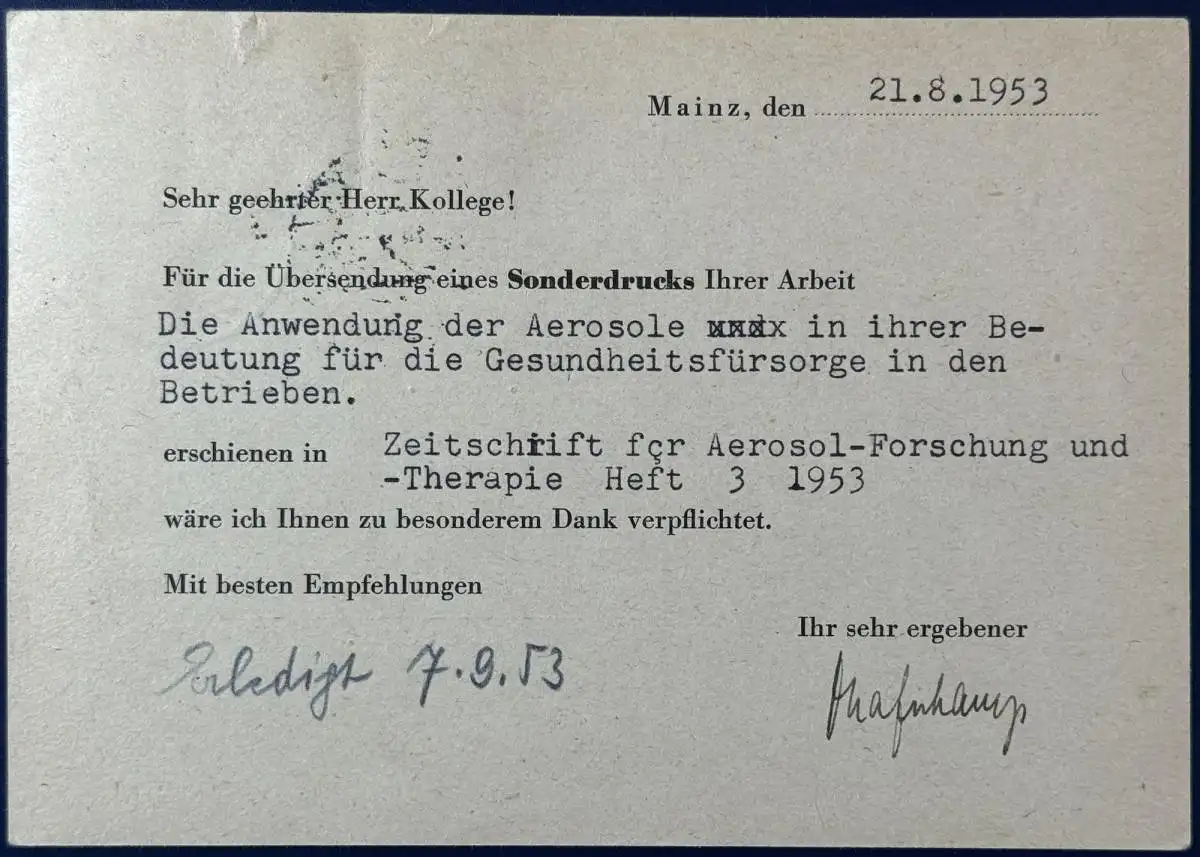 Mainz, den 21.8.1953
Sehr geehrter Herr Kollege!
Für die Übersendung eines Sonderdrucks Ihrer Arbeit
Die Anwendung der Aerosole xxdx in ihrer Be-
deutung für die Gesundheitsfürsorge in den
Betrieben.
erschienen in Zeitschrift fçr Aerosol-Forschung und
-Therapie Heft 3 1953
wäre ich Ihnen zu besonderem Dank verpflichtet.
Mit besten Empfehlungen
Ihr sehr ergebener
Erledigt 7.9.53